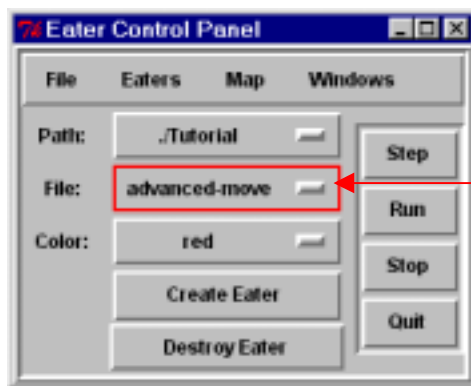 Eater Control Panel
File Eaters Map Windows
Path: ./Tutorial
File: advanced-move
Color: red
Create Eater
Destroy Eater
Step
Run
Stop
Quit